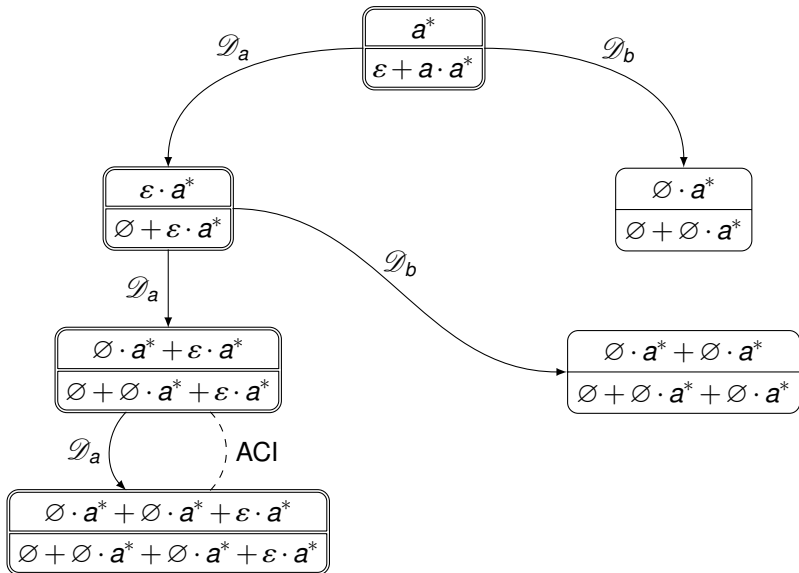 a*
𝒟a
𝒟b
ε + a · a*
ε · a*
∅ · a*
∅ + ε · a*
∅ + ∅ · a*
𝒟b
𝒟a
∅ · a* + ε · a*
∅ · a* + ∅ · a*
∅ + ∅ · a* + ε · a*
∅ + ∅ · a* + ∅ · a*
𝒟a
ACI
∅ · a* + ∅ · a* + ε · a*
∅ + ∅ · a* + ∅ · a* + ε · a*